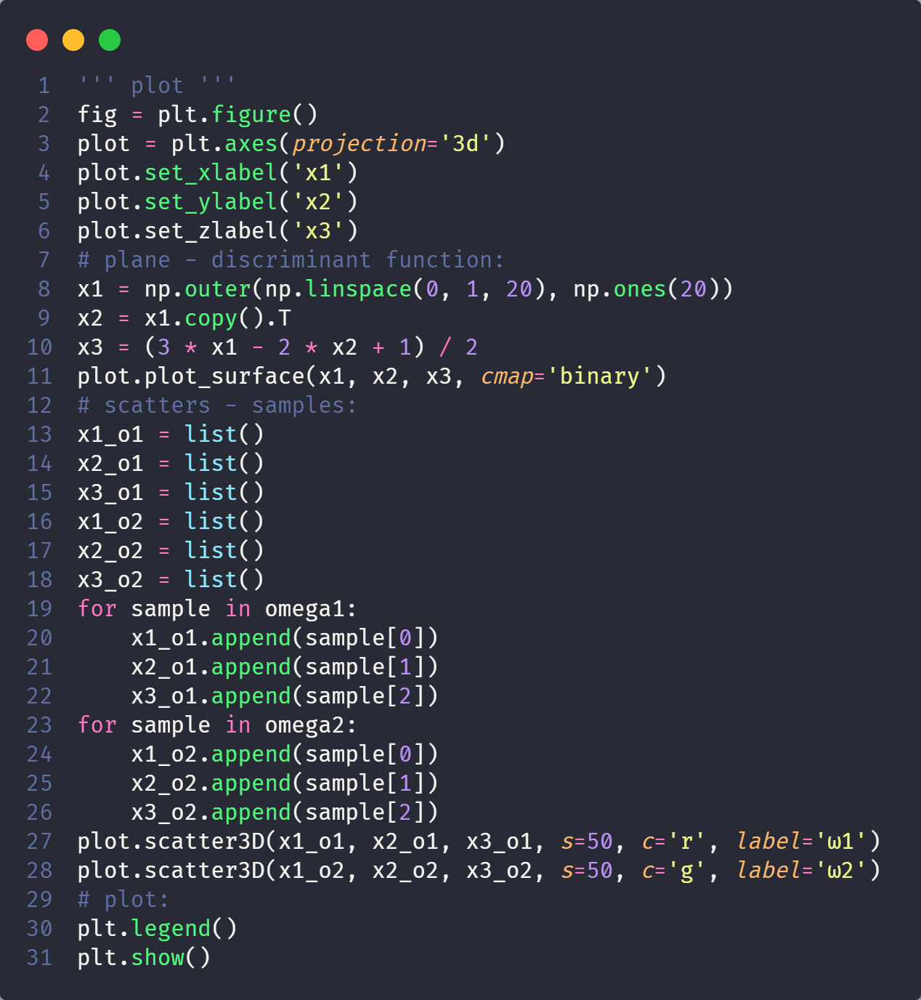 1 ''' plot '''
2 fig = plt.figure()
3 plot = plt.axes(projection='3d')
4 plot.set_xlabel('x1')
5 plot.set_ylabel('x2')
6 plot.set_zlabel('x3')
7 # plane - discriminant function:
8 x1 = np.outer(np.linspace(0, 1, 20), np.ones(20))
9 x2 = x1.copy().T
10 x3 = (3 * x1 - 2 * x2 + 1) / 2
11 plot.plot_surface(x1, x2, x3, cmap='binary')
12 # scatters - samples:
13 x1_o1 = list()
14 x2_o1 = list()
15 x3_o1 = list()
16 x1_o2 = list()
17 x2_o2 = list()
18 x3_o2 = list()
19 for sample in omega1:
20     x1_o1.append(sample[0])
21     x2_o1.append(sample[1])
22     x3_o1.append(sample[2])
23 for sample in omega2:
24     x1_o2.append(sample[0])
25     x2_o2.append(sample[1])
26     x3_o2.append(sample[2])
27 plot.scatter3D(x1_o1, x2_o1, x3_o1, s=50, c='r', label='ω1')
28 plot.scatter3D(x1_o2, x2_o2, x3_o2, s=50, c='g', label='ω2')
29 # plot:
30 plt.legend()
31 plt.show()